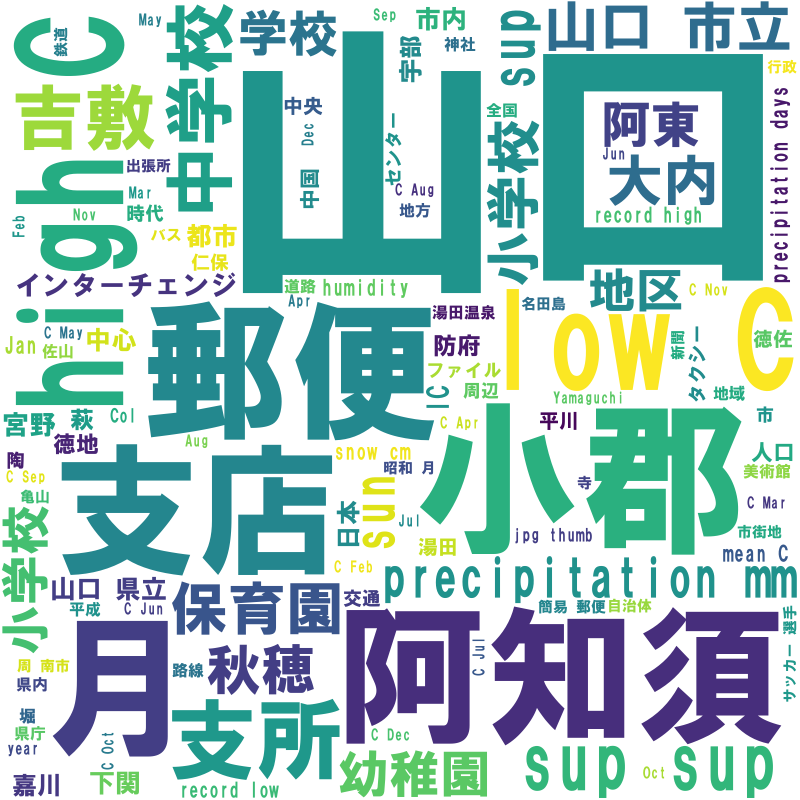 C
鉄道
May
中学校
学校
Sep
市内
宇部
神社
sup
山口 市立
行政
吉敷
high
山口
中央
Dec
中国
センター
C Aug
地方
全国
小学校
阿東
Jun
大内
record high
precipitation days
出張所
Mar
時代
Nov
Feb
バス
都市
仁保
インターチェンジ
道路
humidity
Apr
地区
C Nov
湯田温泉
名田島
C May
Jan
佐山
中心
郵便
防府
ファイル
周辺
IC
low C
新聞
タクシー
地域
徳佐
Yamaguchi
宮野
萩
Col
徳地
Aug
C Apr
平川
市
陶
C Sep
亀山
支店
snow cm
昭和 月
寺
小郡
人口
美術館
C Mar
小学校
日本
sun
Jul
湯田
jpg thumb
市街地
mean C
C Feb
山口 県立
平成
C Jun
保育園
交通
precipitation mm
簡易 郵便
自治体
サッカー 選手
周 南市
県内
月
路線
秋穂
阿知須
C Jul
堀
県庁
year
C Oct
支所
C Dec
嘉川
下関
record low
幼稚園
sup
Oct
sup